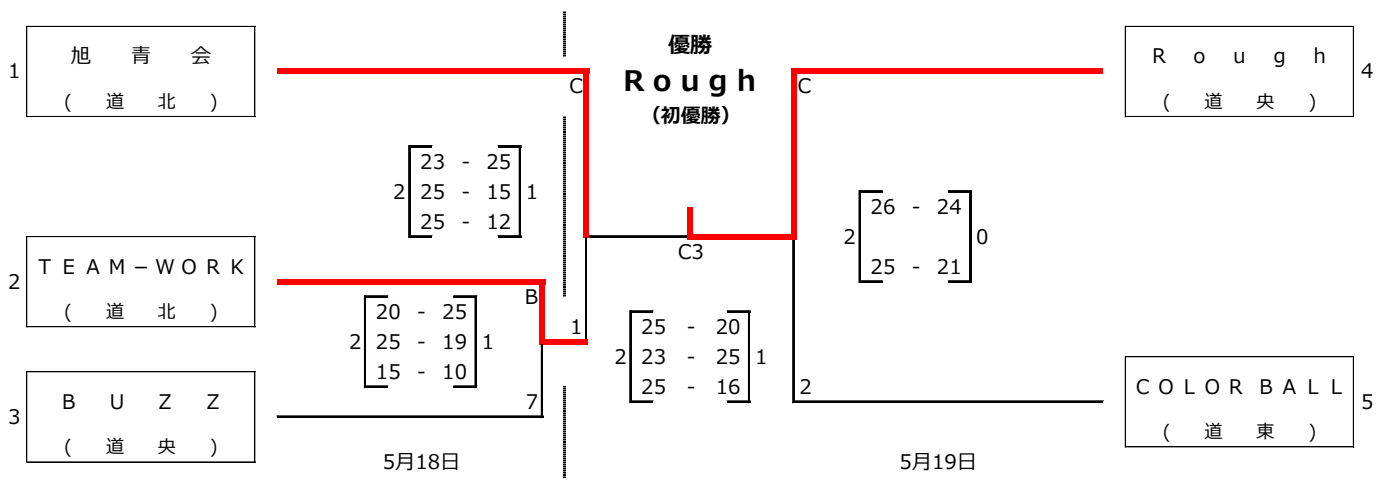 1
旭 青 会
( 道 北 )
2
TEAM−WORK
( 道 北 )
3
B U Z Z
( 道 央 )
優勝
Rough
(初優勝)
R o u g h
( 道 央 )
4
COLOR BALL
( 道 東 )
5
C
C
23 - 25
2 25 - 15 1
25 - 12
26 - 24
2 0
25 - 21
C3
B
1
20 - 25
2 25 - 19 1
15 - 10
25 - 20
2 23 - 25 1
25 - 16
7
2
5月18日
5月19日